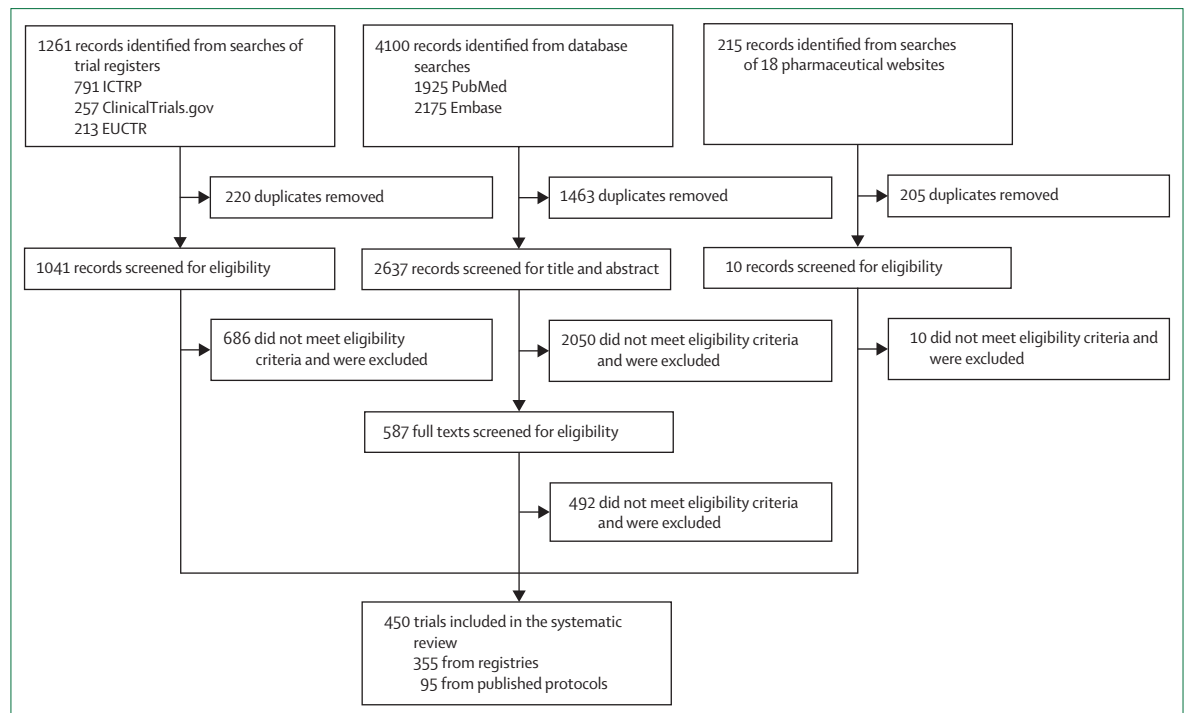 1261 records identified from searches of
trial registers
791 ICTRP
257 ClinicalTrials.gov
213 EUCTR
4100 records identified from database
searches
1925 PubMed
2175 Embase
215 records identified from searches
of 18 pharmaceutical websites
220 duplicates removed
1463 duplicates removed
205 duplicates removed
1041 records screened for eligibility
2637 records screened for title and abstract
10 records screened for eligibility
686 did not meet eligibility
criteria and were excluded
2050 did not meet eligibility criteria
and were excluded
10 did not meet eligibility criteria and
were excluded
587 full texts screened for eligibility
492 did not meet eligibility criteria
and were excluded
450 trials included in the systematic
review
355 from registries
95 from published protocols